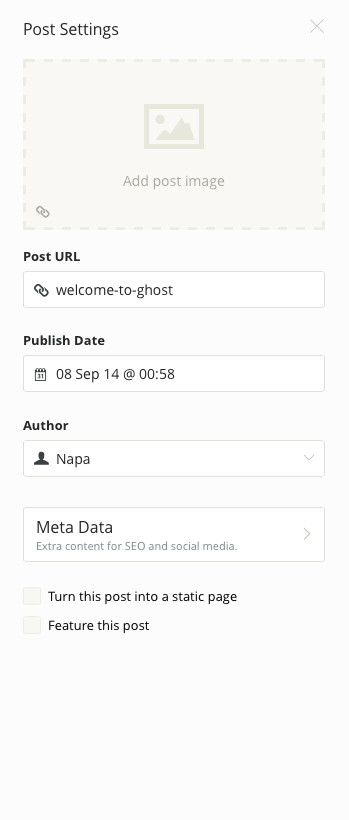 Post Settings
Add post image
Post URL
welcome-to-ghost
Publish Date
08 Sep 14 @ 00:58
Author
Napa
Meta Data
Extra content for SEO and social media.
Turn this post into a static page
Feature this post